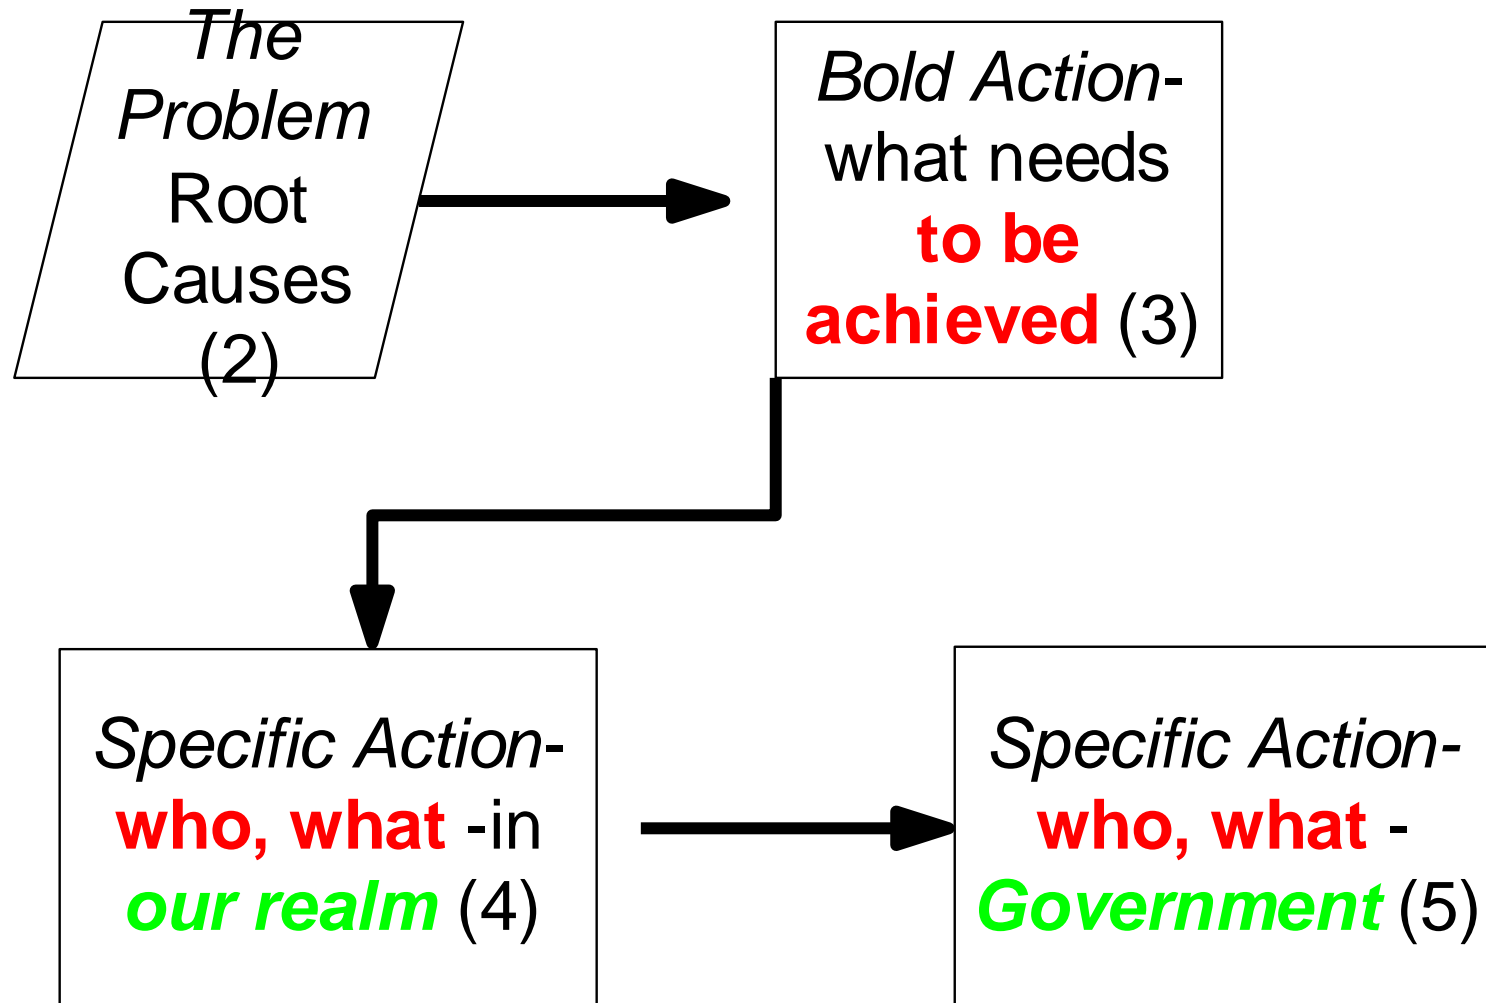 The
Problem
Root
Causes
(2)
Bold Action-
what needs
to be
achieved (3)
Specific Action-
who, what -in
our realm (4)
Specific Action-
who, what -
Government (5)